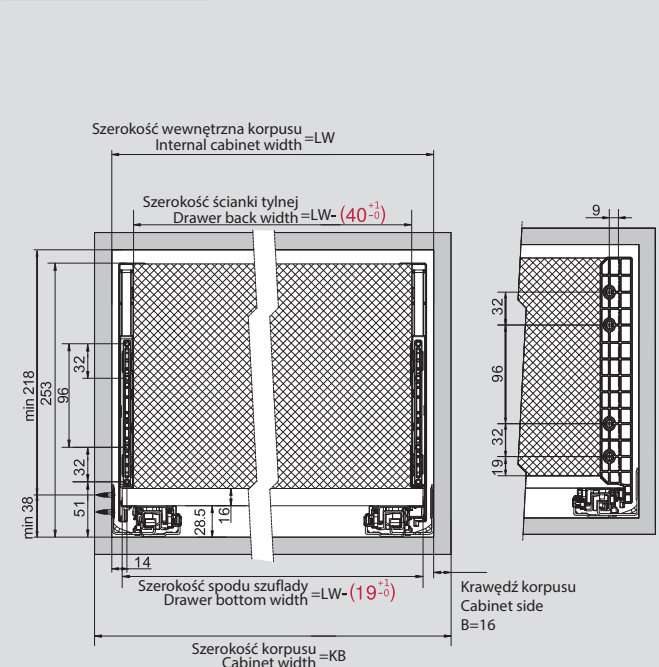 Szerokość wewnętrzna korpusu
Internal cabinet width =LW
Szerokość ścianki tylnej
Drawer back width =LW- (40 +1 -0)
9
32
96
32
19
min 218
253
96
32
32
51
min 38
28.5
16
14
Szerokość spodu szuflady
Drawer bottom width =LW- (19 +1 -0)
Krawędź korpusu
Cabinet side
B=16
Szerokość korpusu
Cabinet width =KB